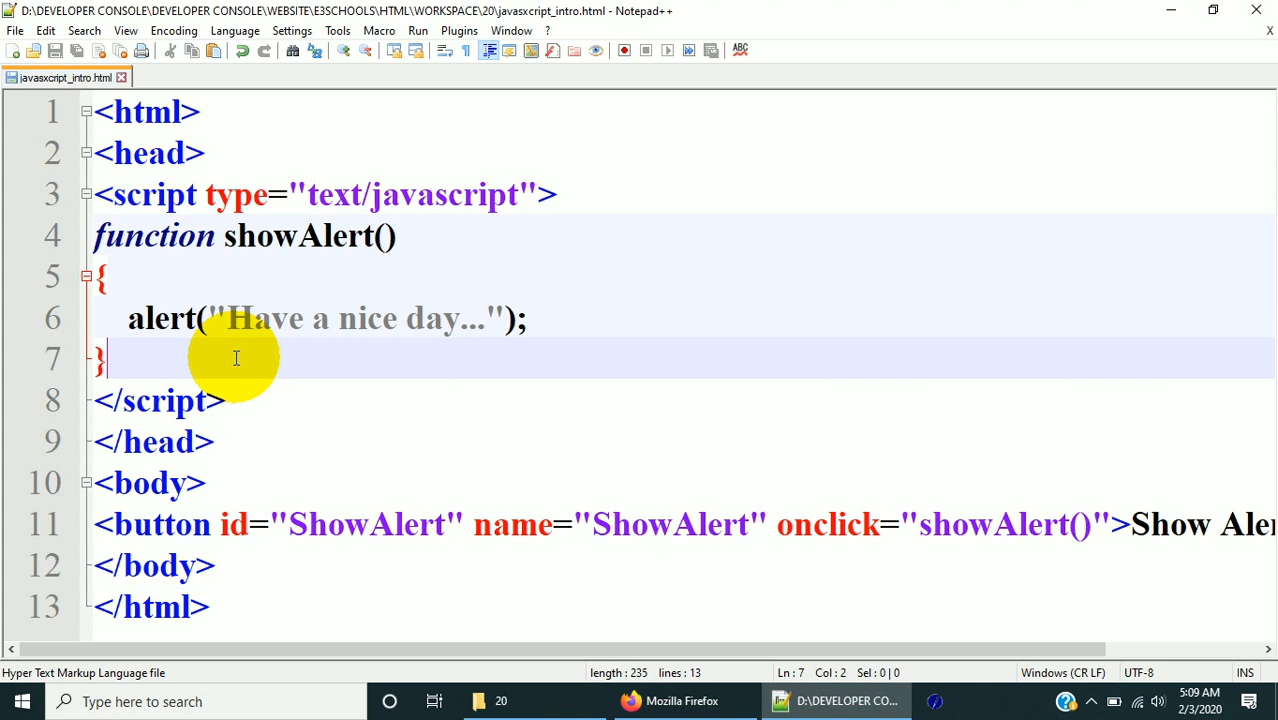 D:\DEVELOPER CONSOLE\DEVELOPER CONSOLE\WEBSITE\E3SCHOOLS\HTML\WORKSPACE\20\javasxcript_intro.html - Notepad++
File Edit Search View Encoding Language Settings Tools Macro Run Plugins Window ? X
ABC
javasxcript_intro.html
1 <html>
2 <head>
3 <script type="text/javascript">
4 function showAlert()
5 {
6 alert("Have a nice day...");
7 }
8 </script>
9 </head>
10 <body>
11 <button id="ShowAlert" name="ShowAlert" onclick="showAlert()">Show Aler
12 </body>
13 </html>
Hyper Text Markup Language file length : 235 lines : 13 Ln : 7 Col : 2 Sel : 0 | 0 Windows (CR LF) UTF-8 INS
Type here to search 20 Mozilla Firefox D:\DEVELOPER CO... 5:09 AM
2/3/2020